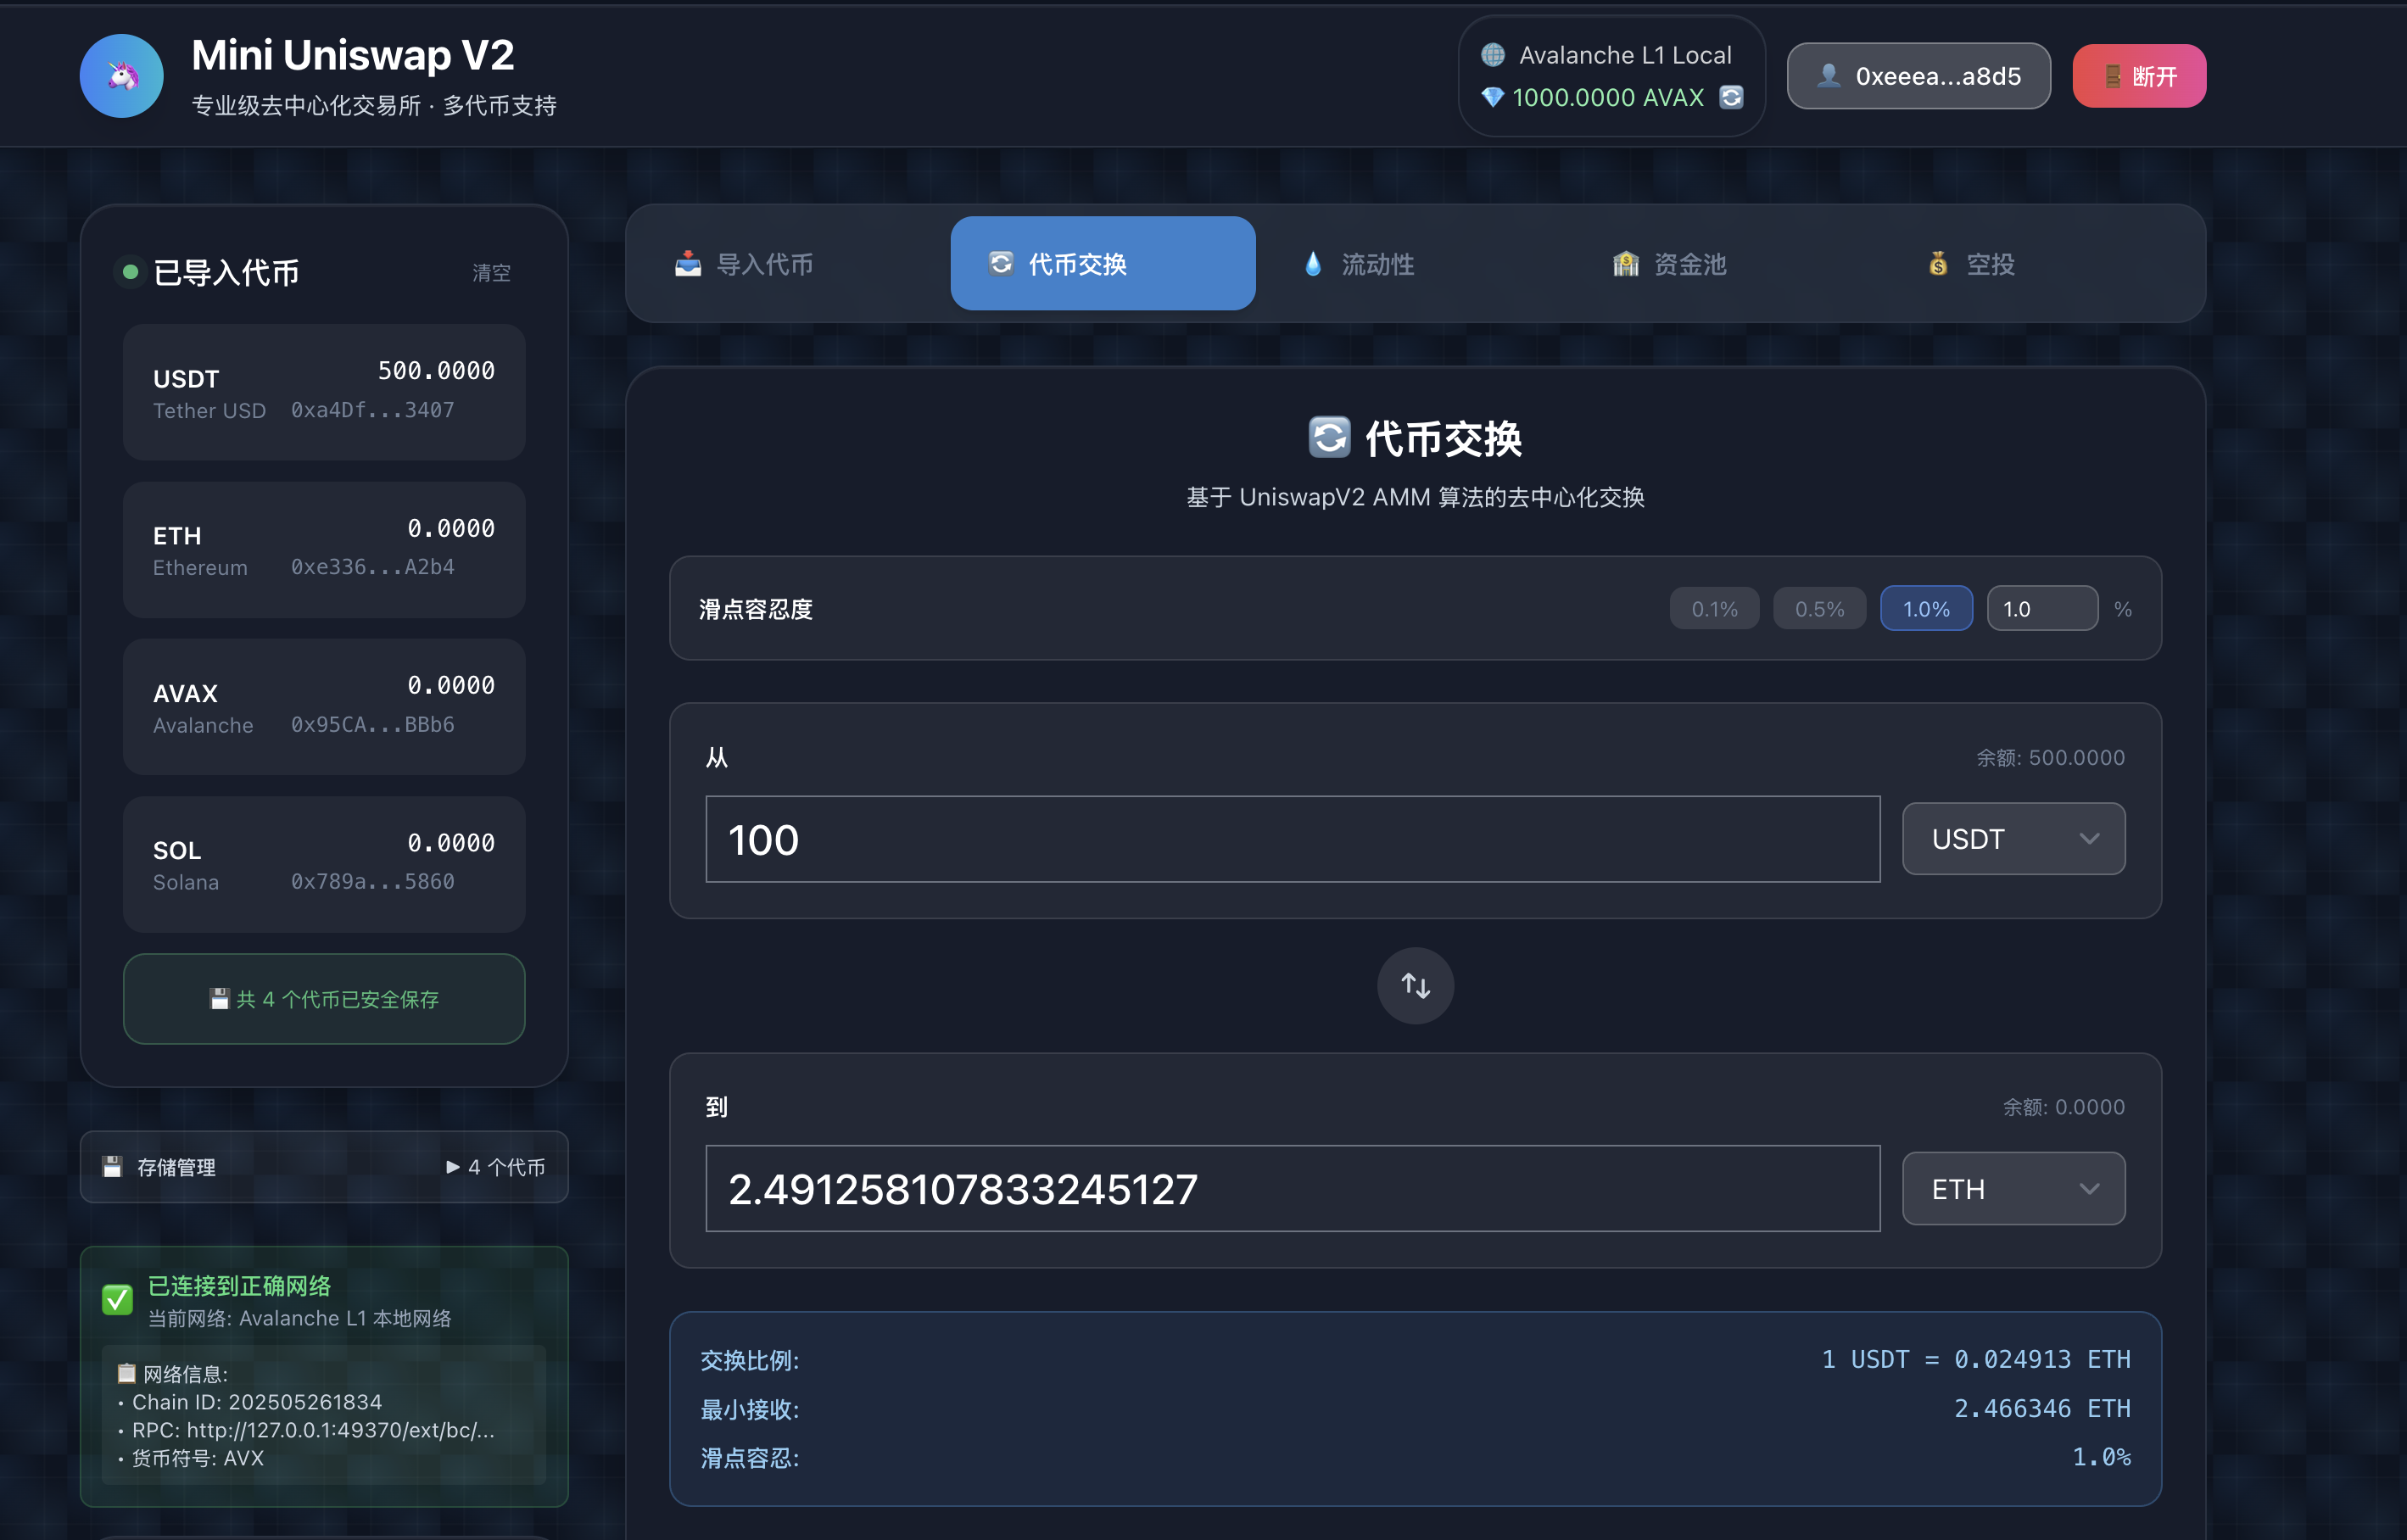 Mini Uniswap V2
专业级去中心化交易所 · 多代币支持
Avalanche L1 Local
1000.0000 AVAX
0xeeea...a8d5
断开
已导入代币
清空
USDT
500.0000
Tether USD 0xa4Df...3407
ETH
0.0000
Ethereum 0xe336...A2b4
AVAX
0.0000
Avalanche 0x95CA...BBb6
SOL
0.0000
Solana 0x789a...5860
共 4 个代币已安全保存
存储管理
▶ 4 个代币
已连接到正确网络
当前网络: Avalanche L1 本地网络
网络信息:
• Chain ID: 202505261834
• RPC: http://127.0.0.1:49370/ext/bc/...
• 货币符号: AVX
导入代币
代币交换
流动性
资金池
空投
代币交换
基于 UniswapV2 AMM 算法的去中心化交换
滑点容忍度
0.1%
0.5%
1.0%
1.0
%
从
余额: 500.0000
100
USDT
到
余额: 0.0000
2.491258107833245127
ETH
交换比例:
1 USDT = 0.024913 ETH
最小接收:
2.466346 ETH
滑点容忍:
1.0%